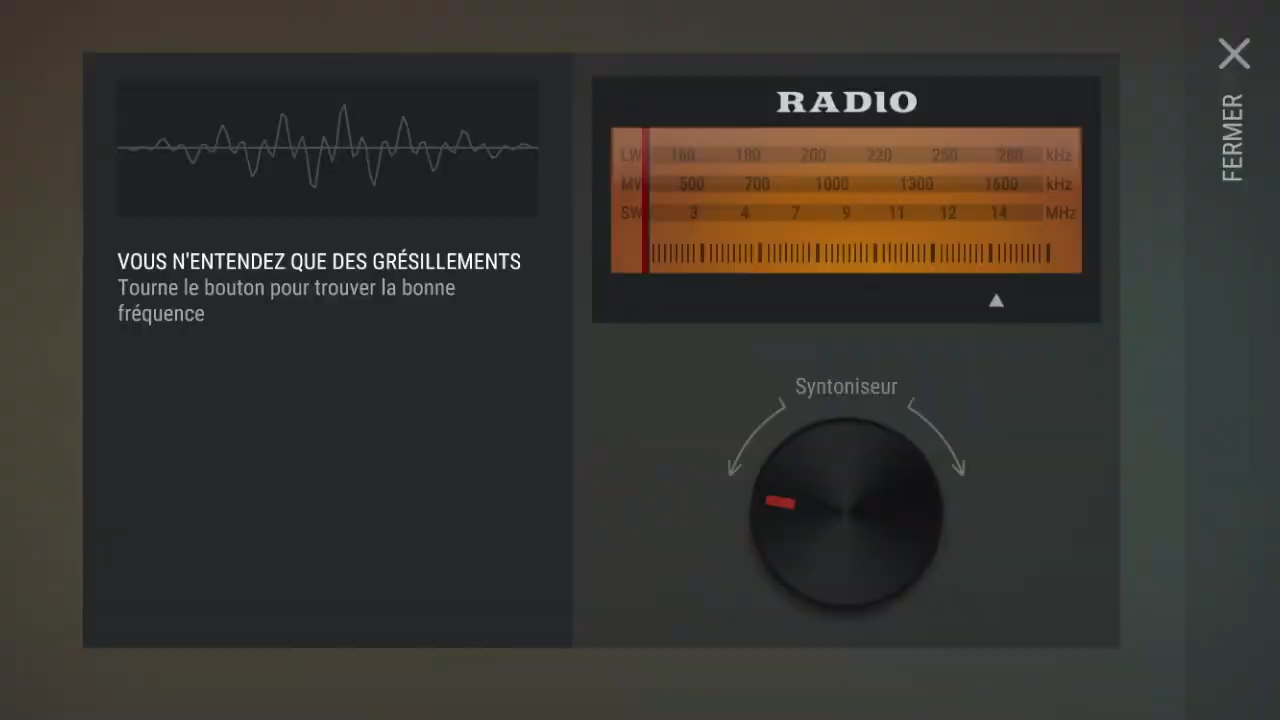 FERMER
RADIO
LW 160 180 200 220 250 280 kHz
MW 500 700 1000 1300 1600 kHz
SW 3 4 7 9 11 12 14 MHz
VOUS N'ENTENDEZ QUE DES GRÉSILLEMENTS
Tourne le bouton pour trouver la bonne
fréquence
Syntoniseur